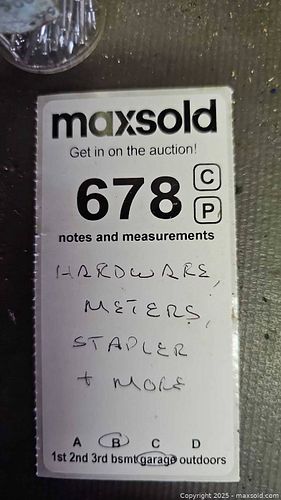 maxsold
Get in on the auction!
678 C
P
notes and measurements
HARDWARE,
METERS,
STAPLER
+ MORE
A B C D
1st 2nd 3rd bsmt garage outdoors
Copyright 2025 - maxsold.com